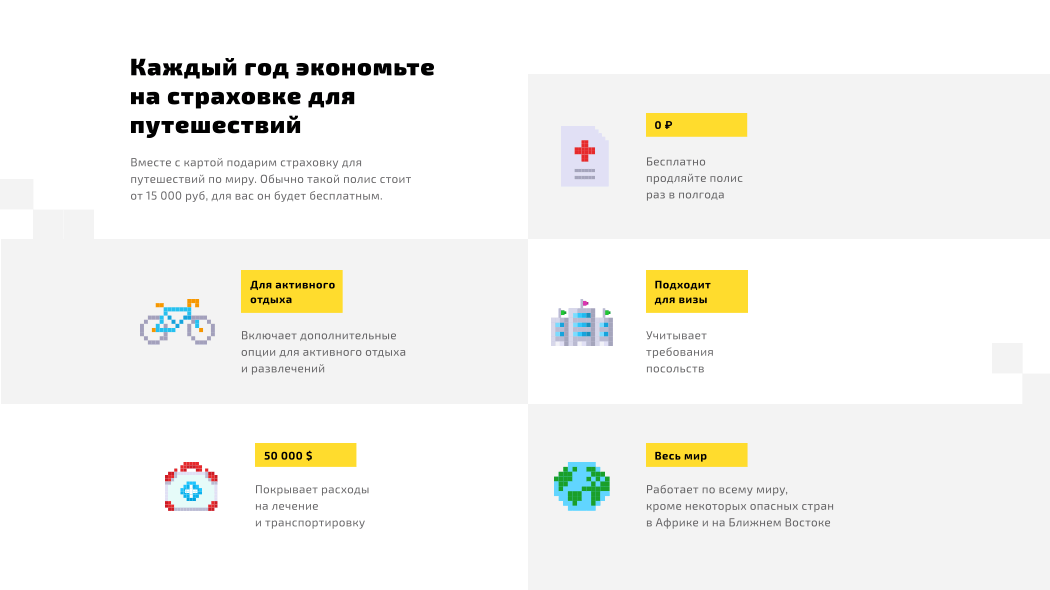 Каждый год экономьте
на страховке для
путешествий
Вместе с картой подарим страховку для
путешествий по миру. Обычно такой полис стоит
от 15 000 руб, для вас он будет бесплатным.
0 ₽
Бесплатно
продляйте полис
раз в полгода
Для активного
отдыха
Включает дополнительные
опции для активного отдыха
и развлечений
Подходит
для визы
Учитывает
требования
посольств
50 000 $
Покрывает расходы
на лечение
и транспортировку
Весь мир
Работает по всему миру,
кроме некоторых опасных стран
в Африке и на Ближнем Востоке